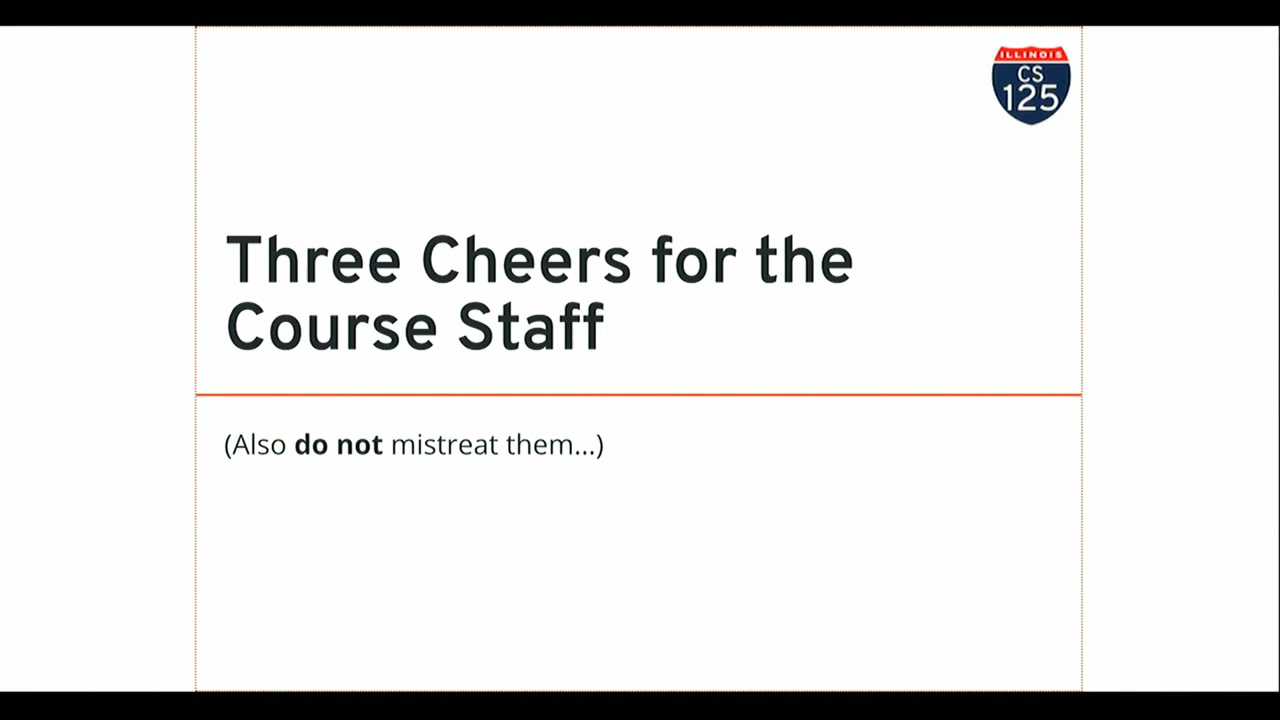 ILLINOIS
CS
125
Three Cheers for the
Course Staff
(Also do not mistreat them...)